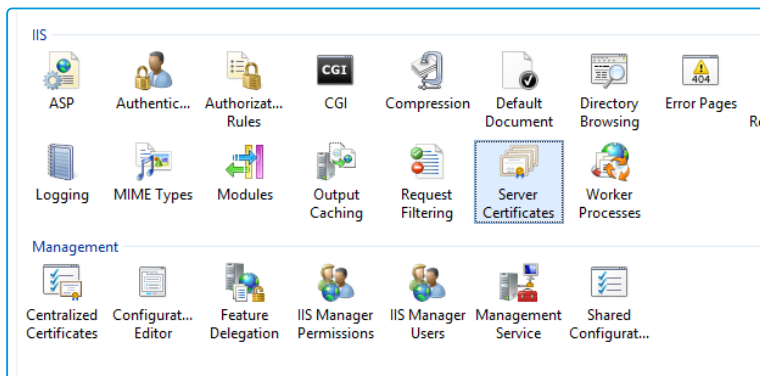 IIS
ASP Authentic... Authorizat... CGI Compression Default Directory Error Pages
Rules Document Browsing Re
Logging MIME Types Modules Output Request Server Worker
Caching Filtering Certificates Processes
Management
Centralized Configurat... Feature IIS Manager IIS Manager Management Shared
Certificates Editor Delegation Permissions Users Service Configurat...